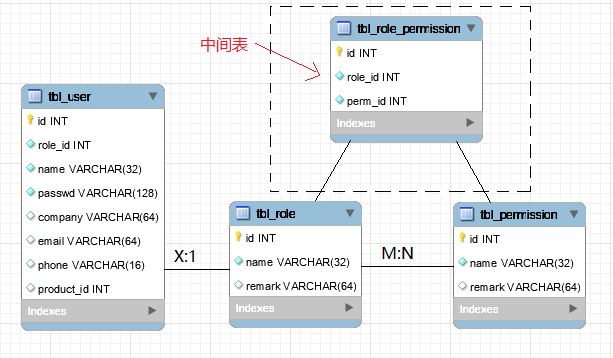 tbl_role_permission
id INT
role_id INT
perm_id INT
Indexes
中间表
tbl_user
id INT
role_id INT
name VARCHAR(32)
passwd VARCHAR(128)
company VARCHAR(64)
email VARCHAR(64)
phone VARCHAR(16)
product_id INT
Indexes
X:1
tbl_role
id INT
name VARCHAR(32)
remark VARCHAR(64)
Indexes
M:N
tbl_permission
id INT
name VARCHAR(32)
remark VARCHAR(64)
Indexes